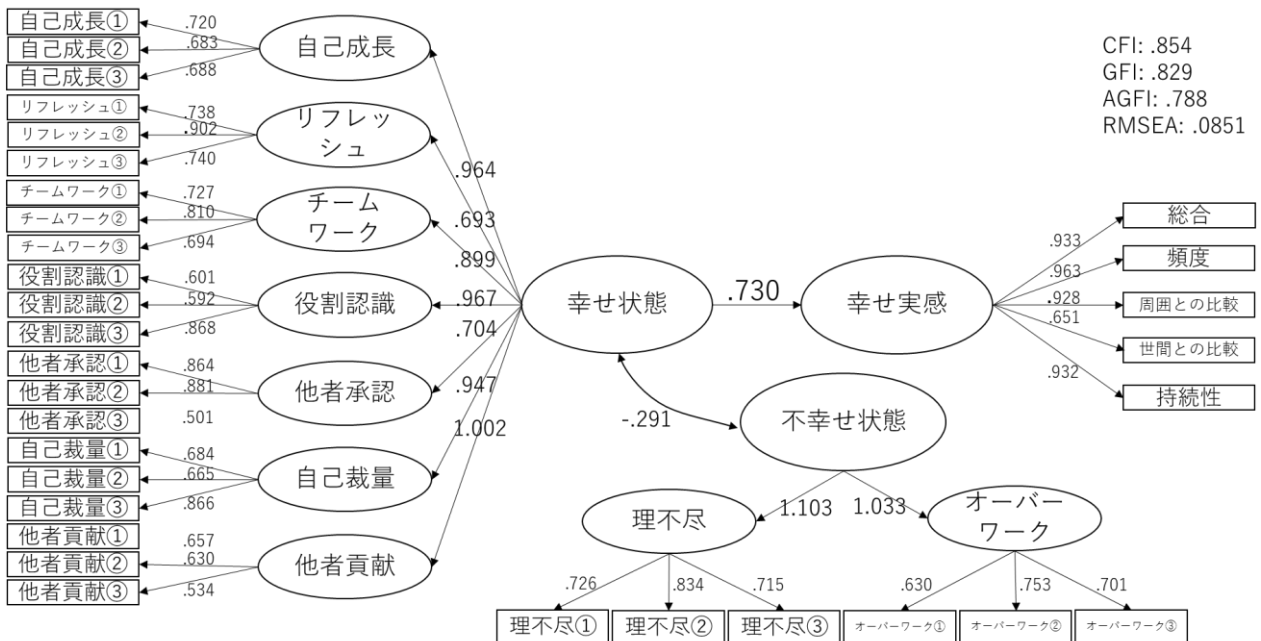 自己成長①
自己成長②
自己成長③
リフレッシュ①
リフレッシュ②
リフレッシュ③
チームワーク①
チームワーク②
チームワーク③
役割認識①
役割認識②
役割認識③
他者承認①
他者承認②
他者承認③
自己裁量①
自己裁量②
自己裁量③
他者貢献①
他者貢献②
他者貢献③
.720
.683
.688
.738
.902
.740
.727
.810
.694
.601
.592
.868
.864
.881
.501
.684
.665
.866
.657
.630
.534
自己成長
リフレッ
シュ
チーム
ワーク
役割認識
他者承認
自己裁量
他者貢献
.964
.693
.899
.967
.704
.947
1.002
幸せ状態
.730
幸せ実感
-.291
不幸せ状態
CFI: .854
GFI: .829
AGFI: .788
RMSEA: .0851
.933
.963
.928
.651
.932
総合
頻度
周囲との比較
世間との比較
持続性
1.103
1.033
理不尽
オーバー
ワーク
.726
.834
.715
.630
.753
.701
理不尽①
理不尽②
理不尽③
オーバーワーク①
オーバーワーク②
オーバーワーク③